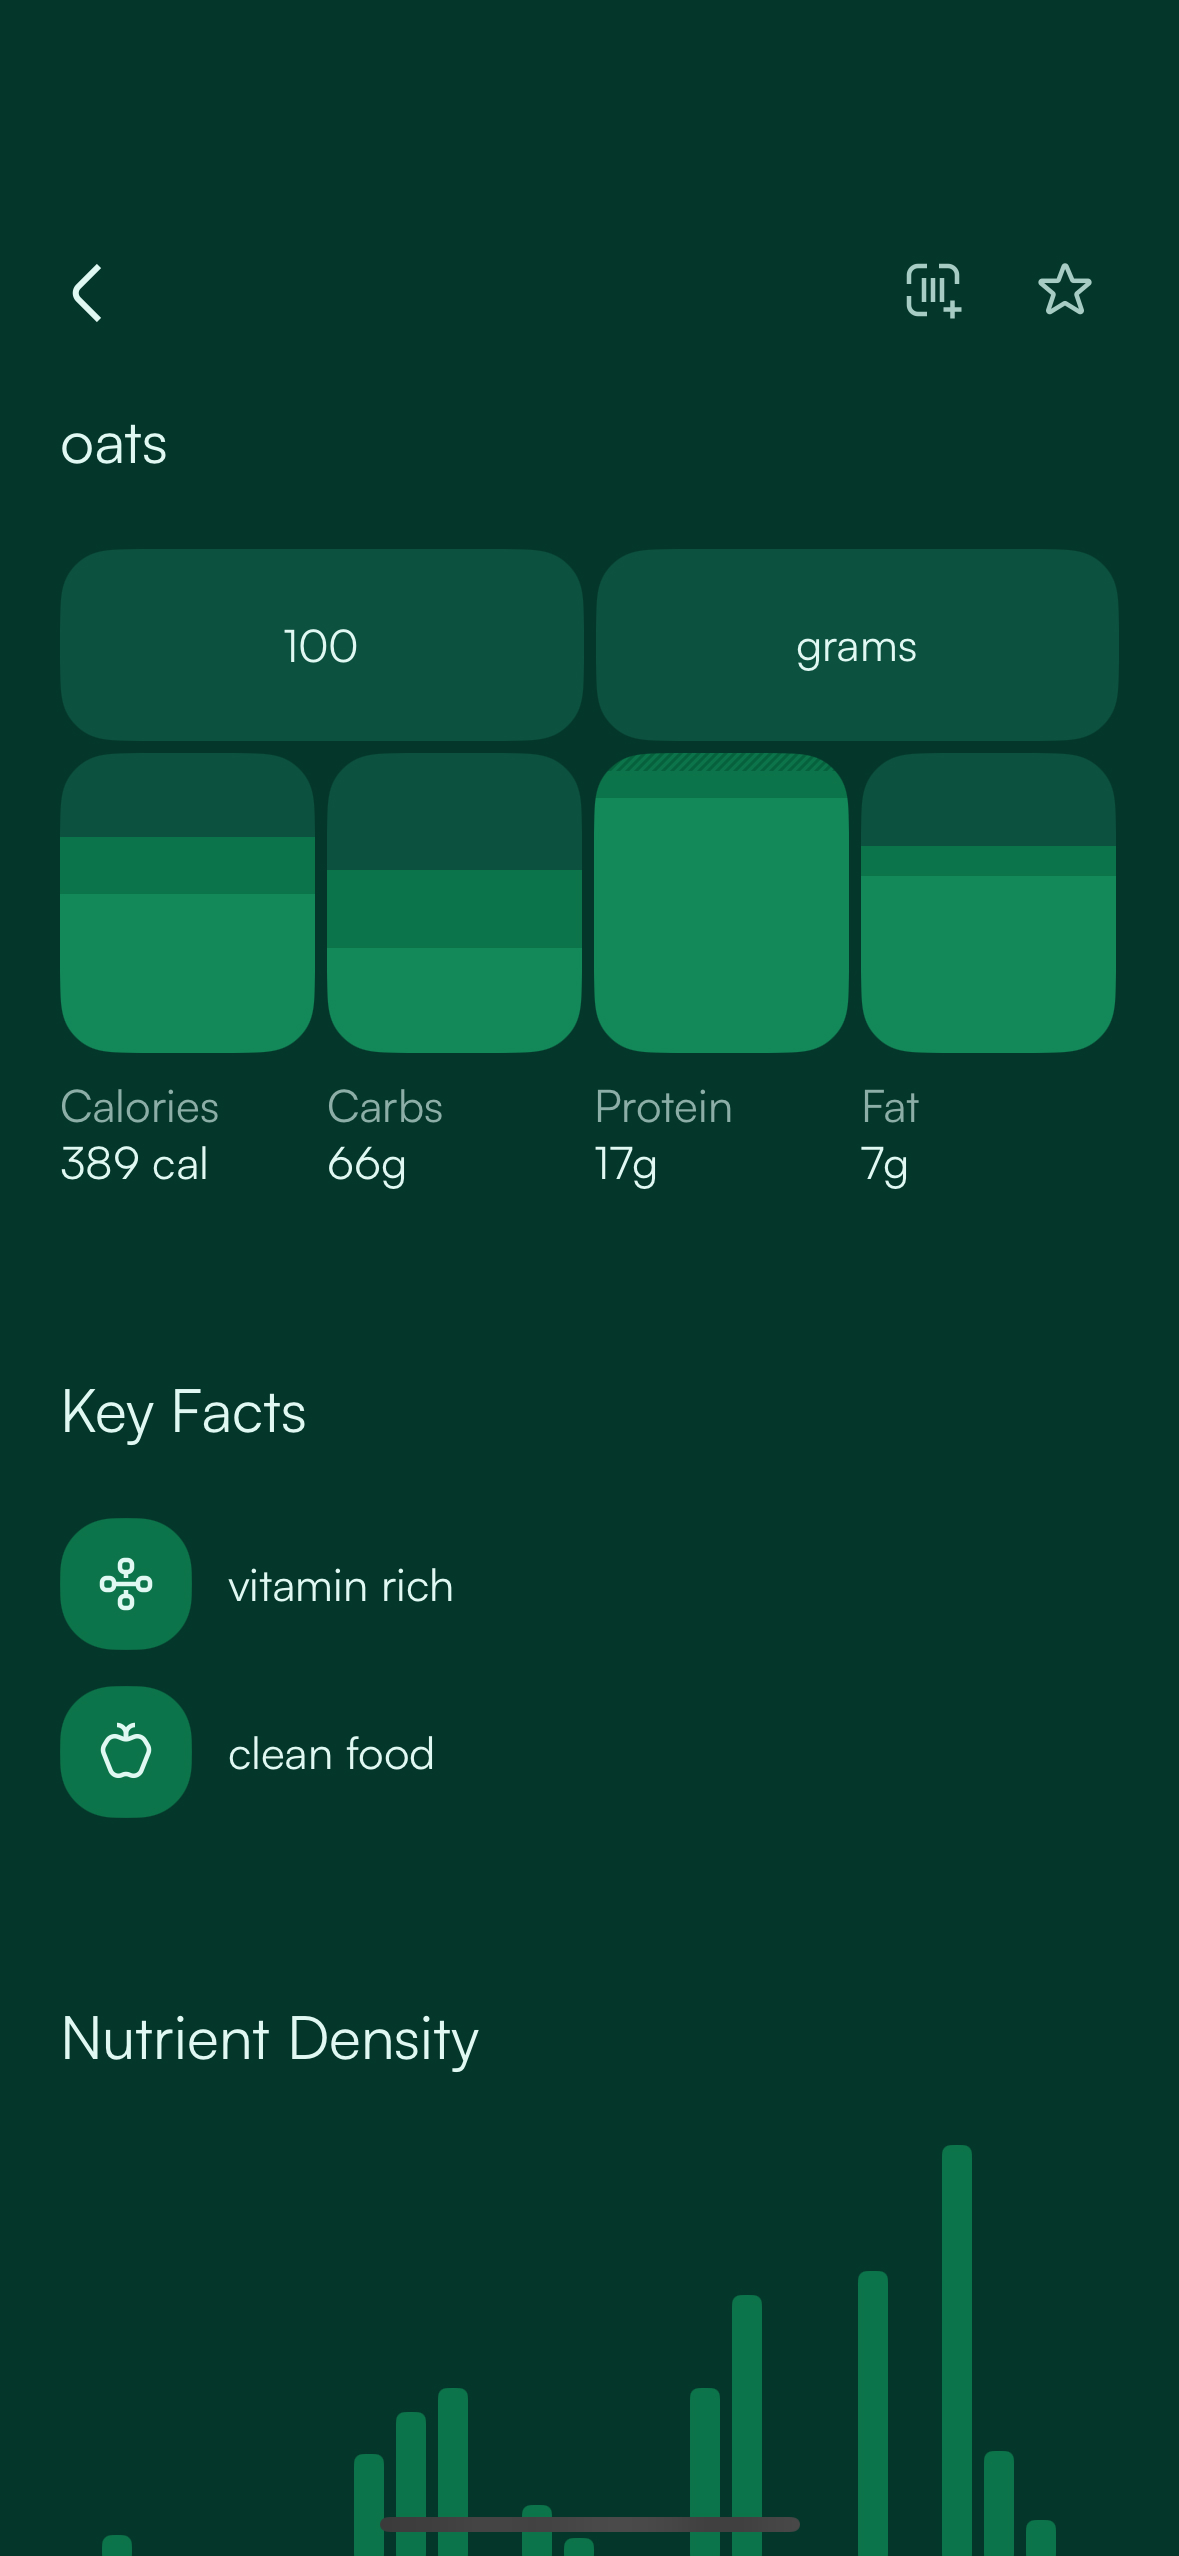 oats
100
grams
Calories
Carbs
Protein
Fat
389 cal
66g
17g
7g
Key Facts
vitamin rich
clean food
Nutrient Density